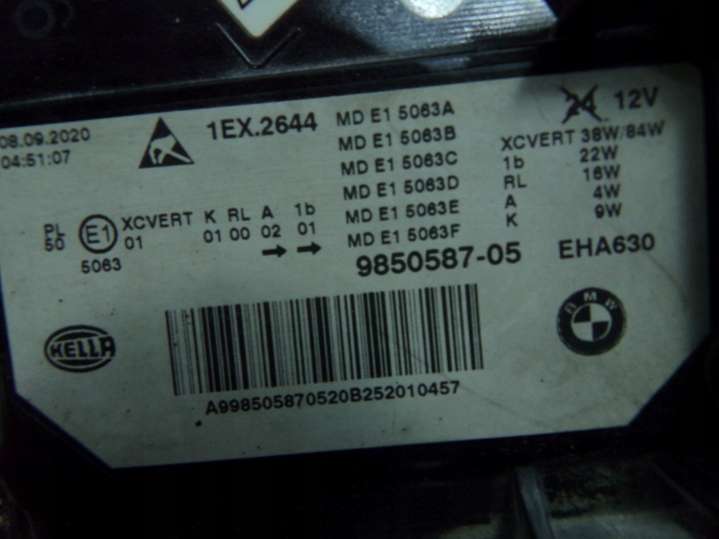 08.09.2020
04:51:07
1EX.2644
MD E1 5063A
MD E1 5063B
MD E1 5063C
MD E1 5063D
MD E1 5063E
MD E1 5063F
24 12V
XCVERT 38W/84W
1b 22W
RL 16W
A 4W
K 9W
PL
50
E1
5063
XCVERT K RL A 1b
01 01 00 02 01
9850587-05 EHA630
HELLA
BMW
A998505870520B252010457